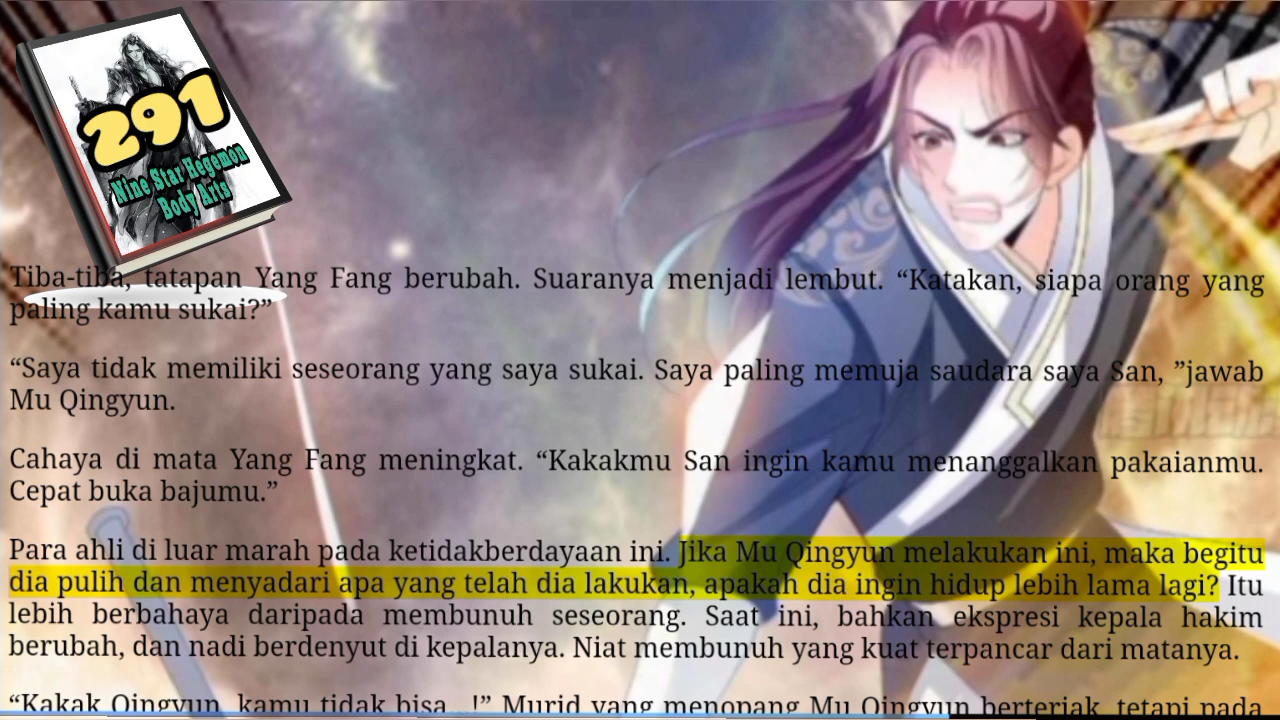 291
Nine Star Hegemon
Body Arts
Tiba-tiba, tatapan Yang Fang berubah. Suaranya menjadi lembut. “Katakan, siapa orang yang
paling kamu sukai?”
“Saya tidak memiliki seseorang yang saya sukai. Saya paling memuja saudara saya San, ”jawab
Mu Qingyun.
Cahaya di mata Yang Fang meningkat. “Kakakmu San ingin kamu menanggalkan pakaianmu.
Cepat buka bajumu.”
Para ahli di luar marah pada ketidakberdayaan ini. Jika Mu Qingyun melakukan ini, maka begitu
dia pulih dan menyadari apa yang telah dia lakukan, apakah dia ingin hidup lebih lama lagi? Itu
lebih berbahaya daripada membunuh seseorang. Saat ini, bahkan ekspresi kepala hakim
berubah, dan nadi berdenyut di kepalanya. Niat membunuh yang kuat terpancar dari matanya.
“Kakak Qingyun, kamu tidak bisa...!” Murid yang menopang Mu Qingyun berteriak, tetapi pada